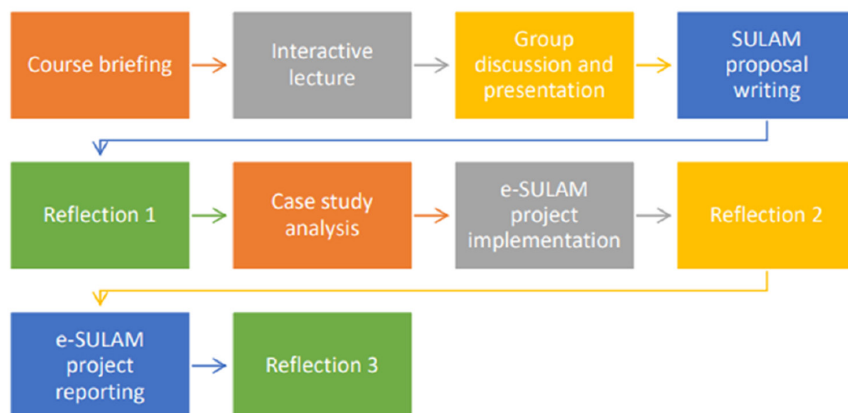 Course briefing
Interactive
lecture
Group
discussion and
presentation
SULAM
proposal
writing
Reflection 1
Case study
analysis
e-SULAM
project
implementation
Reflection 2
e-SULAM
project
reporting
Reflection 3